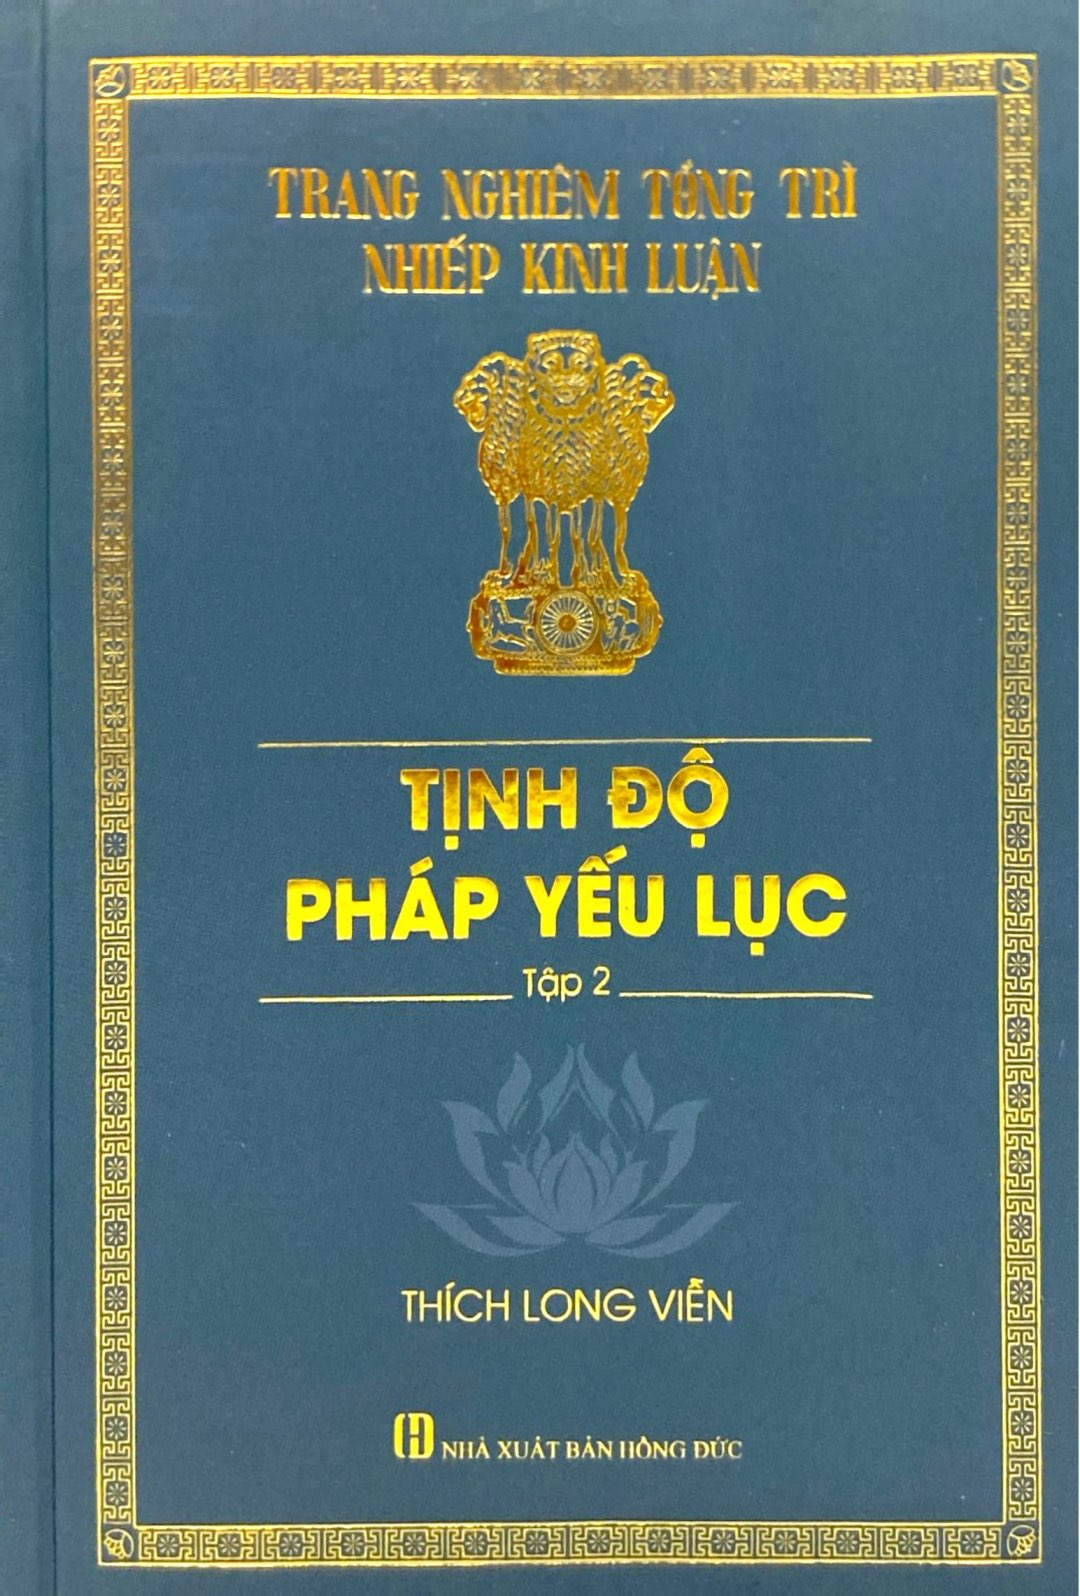 TRANG NGHIÊM TỔNG TRÌ
NHIẾP KINH LUẬN
TỊNH ĐỘ
PHÁP YẾU LỤC
Tập 2
THÍCH LONG VIỄN
NHÀ XUẤT BẢN HỒNG ĐỨC